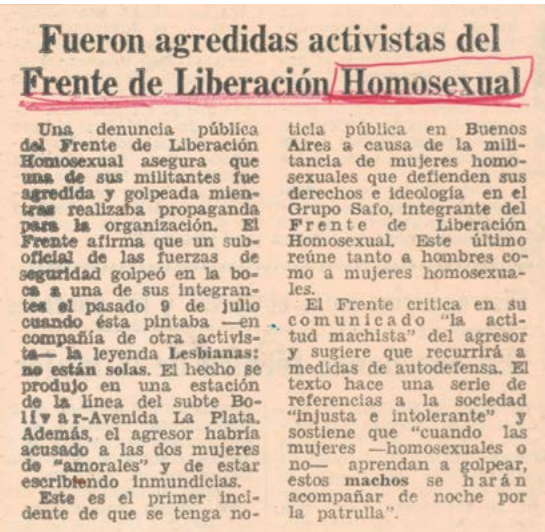 Fueron agredidas activistas del
Frente de Liberación Homosexual
Una denuncia pública
del Frente de Liberación
Homosexual asegura que
una de sus militantes fue
agredida y golpeada mien-
tras realizaba propaganda
para la organización. El
Frente afirma que un sub-
oficial de las fuerzas de
seguridad golpeó en la bo-
ca a una de sus integran-
tes el pasado 9 de julio
cuando ésta pintaba —en
compañía de otra activis-
ta— la leyenda Lesbianas:
no están solas. El hecho se
produjo en una estación
de la línea del subte Bo-
lívar-Avenida La Plata.
Además, el agresor habría
acusado a las dos mujeres
de "amorales" y de estar
escribiendo inmundicias.
Este es el primer inci-
dente de que se tenga no-
ticia pública en Buenos
Aires a causa de la mili-
tancia de mujeres homo-
sexuales que defienden sus
derechos e ideología en el
Grupo Safo, integrante del
Frente de Liberación
Homosexual. Este último
reúne tanto a hombres co-
mo a mujeres homosexua-
les.
El Frente critica en su
comunicado "la acti-
tud machista" del agresor
y sugiere que recurrirá a
medidas de autodefensa. El
texto hace una serie de
referencias a la sociedad
"injusta e intolerante" y
sostiene que "cuando las
mujeres —homosexuales o
no— aprendan a golpear,
estos machos se harán
acompañar de noche por
la patrulla".